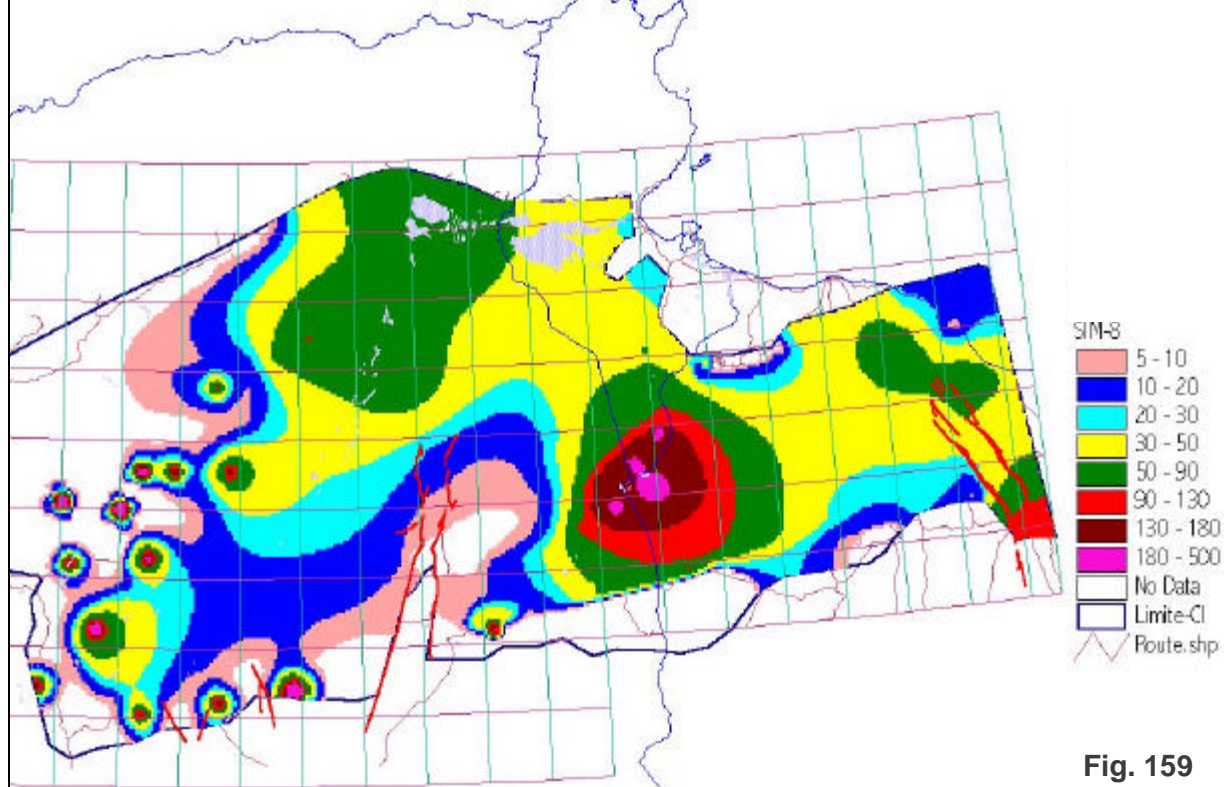 SIM-8
5 - 10
10 - 20
20 - 30
30 - 50
50 - 90
90 - 130
130 - 180
180 - 500
No Data
Limite-CI
Route.shp
Fig. 159